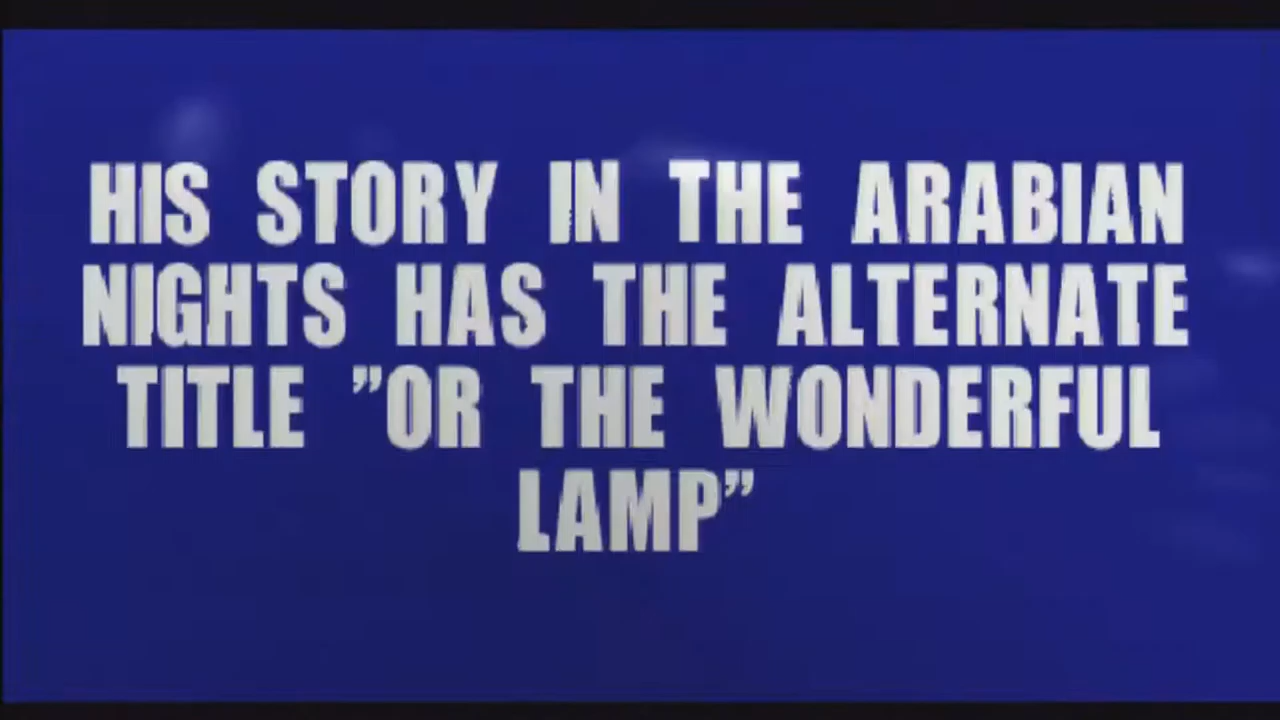 HIS STORY IN THE ARABIAN
NIGHTS HAS THE ALTERNATE
TITLE ”OR THE WONDERFUL
LAMP”